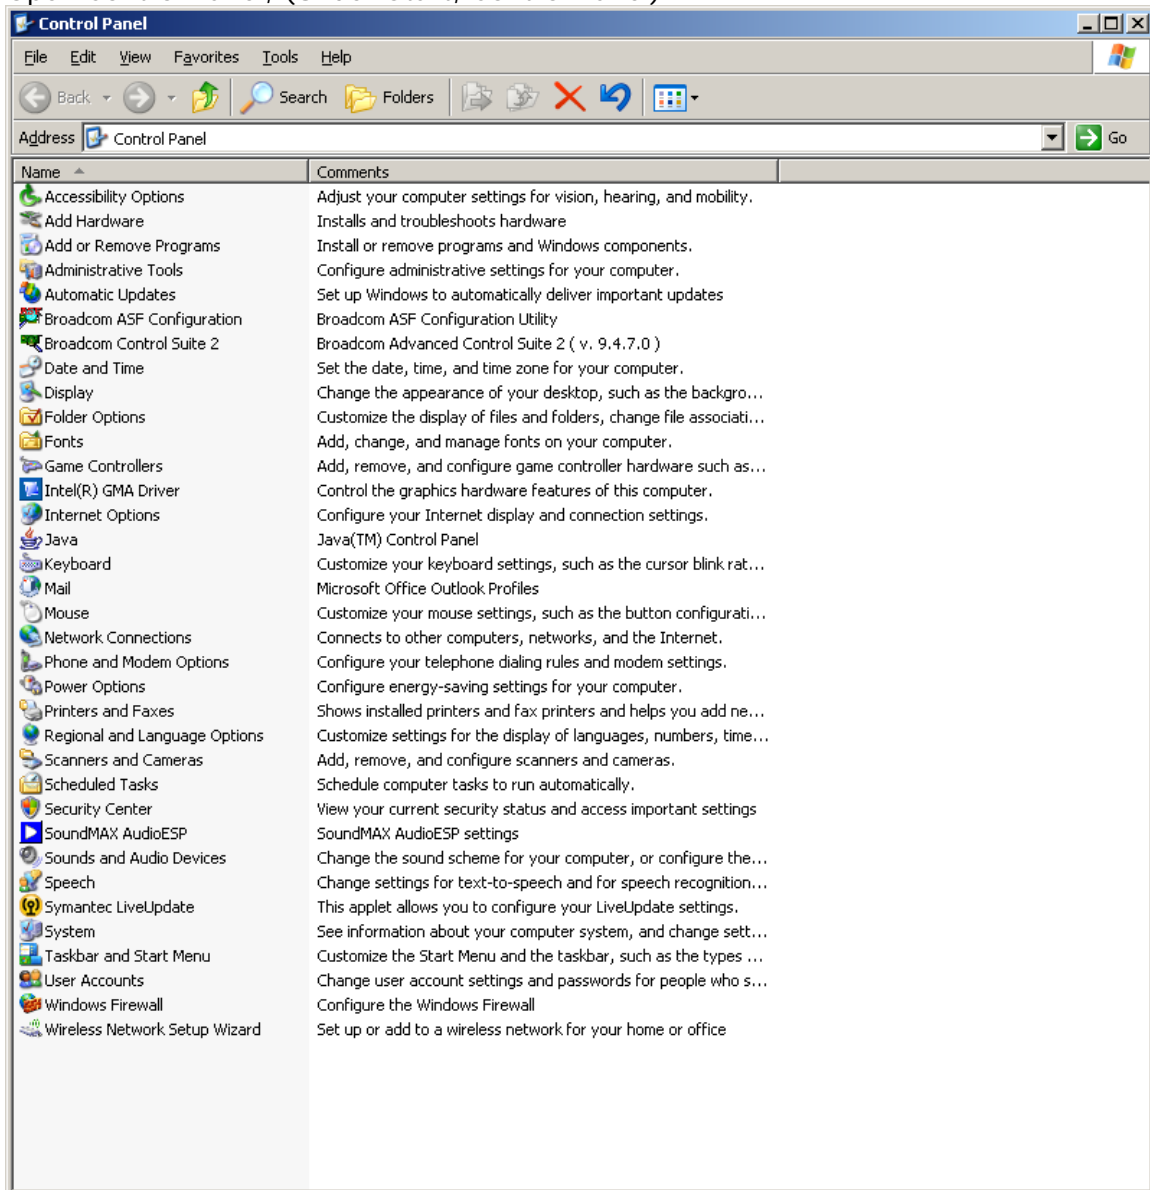 Control Panel
File Edit View Favorites Tools Help
Back Search Folders
Address Control Panel Go
Name Comments
Accessibility Options Adjust your computer settings for vision, hearing, and mobility.
Add Hardware Installs and troubleshoots hardware
Add or Remove Programs Install or remove programs and Windows components.
Administrative Tools Configure administrative settings for your computer.
Automatic Updates Set up Windows to automatically deliver important updates
Broadcom ASF Configuration Broadcom ASF Configuration Utility
Broadcom Control Suite 2 Broadcom Advanced Control Suite 2 ( v. 9.4.7.0 )
Date and Time Set the date, time, and time zone for your computer.
Display Change the appearance of your desktop, such as the backgro...
Folder Options Customize the display of files and folders, change file associati...
Fonts Add, change, and manage fonts on your computer.
Game Controllers Add, remove, and configure game controller hardware such as...
Intel(R) GMA Driver Control the graphics hardware features of this computer.
Internet Options Configure your Internet display and connection settings.
Java Java(TM) Control Panel
Keyboard Customize your keyboard settings, such as the cursor blink rat...
Mail Microsoft Office Outlook Profiles
Mouse Customize your mouse settings, such as the button configurati...
Network Connections Connects to other computers, networks, and the Internet.
Phone and Modem Options Configure your telephone dialing rules and modem settings.
Power Options Configure energy-saving settings for your computer.
Printers and Faxes Shows installed printers and fax printers and helps you add ne...
Regional and Language Options Customize settings for the display of languages, numbers, time...
Scanners and Cameras Add, remove, and configure scanners and cameras.
Scheduled Tasks Schedule computer tasks to run automatically.
Security Center View your current security status and access important settings
SoundMAX AudioESP SoundMAX AudioESP settings
Sounds and Audio Devices Change the sound scheme for your computer, or configure the...
Speech Change settings for text-to-speech and for speech recognition...
Symantec LiveUpdate This applet allows you to configure your LiveUpdate settings.
System See information about your computer system, and change sett...
Taskbar and Start Menu Customize the Start Menu and the taskbar, such as the types ...
User Accounts Change user account settings and passwords for people who s...
Windows Firewall Configure the Windows Firewall
Wireless Network Setup Wizard Set up or add to a wireless network for your home or office